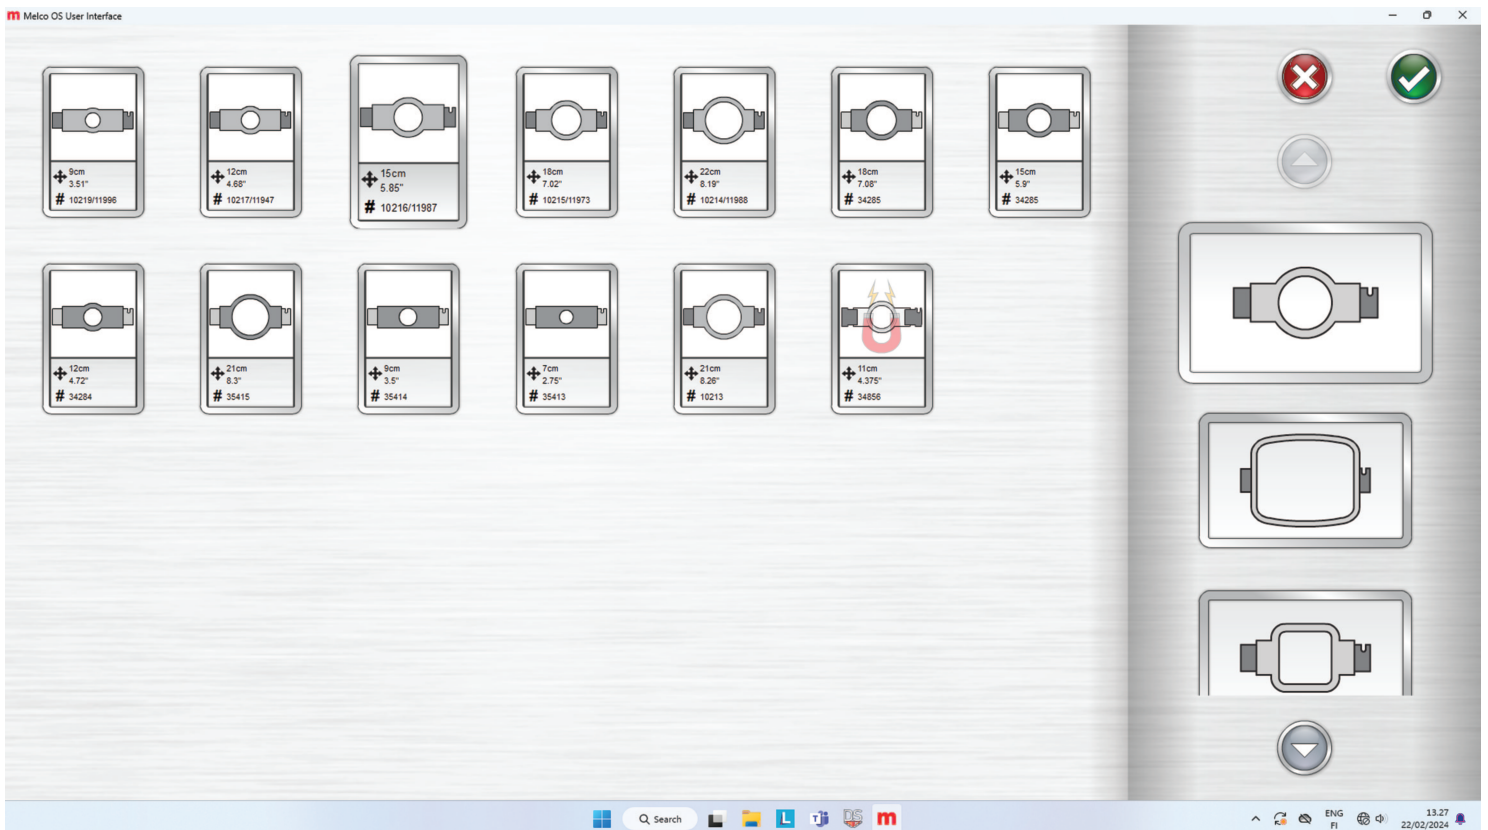 m Melco OS User Interface
9cm
3.51"
# 10219/11996
12cm
4.68"
# 10217/11947
15cm
5.85"
# 10216/11987
18cm
7.02"
# 10215/11973
22cm
8.19"
# 10214/11988
18cm
7.08"
# 34285
15cm
5.9"
# 34285
12cm
4.72"
# 34284
21cm
8.3"
# 35415
9cm
3.5"
# 35414
7cm
2.75"
# 35413
21cm
8.26"
# 10213
11cm
4.375"
# 34856
Search
L
DS
m
ENG
FI
13.27
22/02/2024